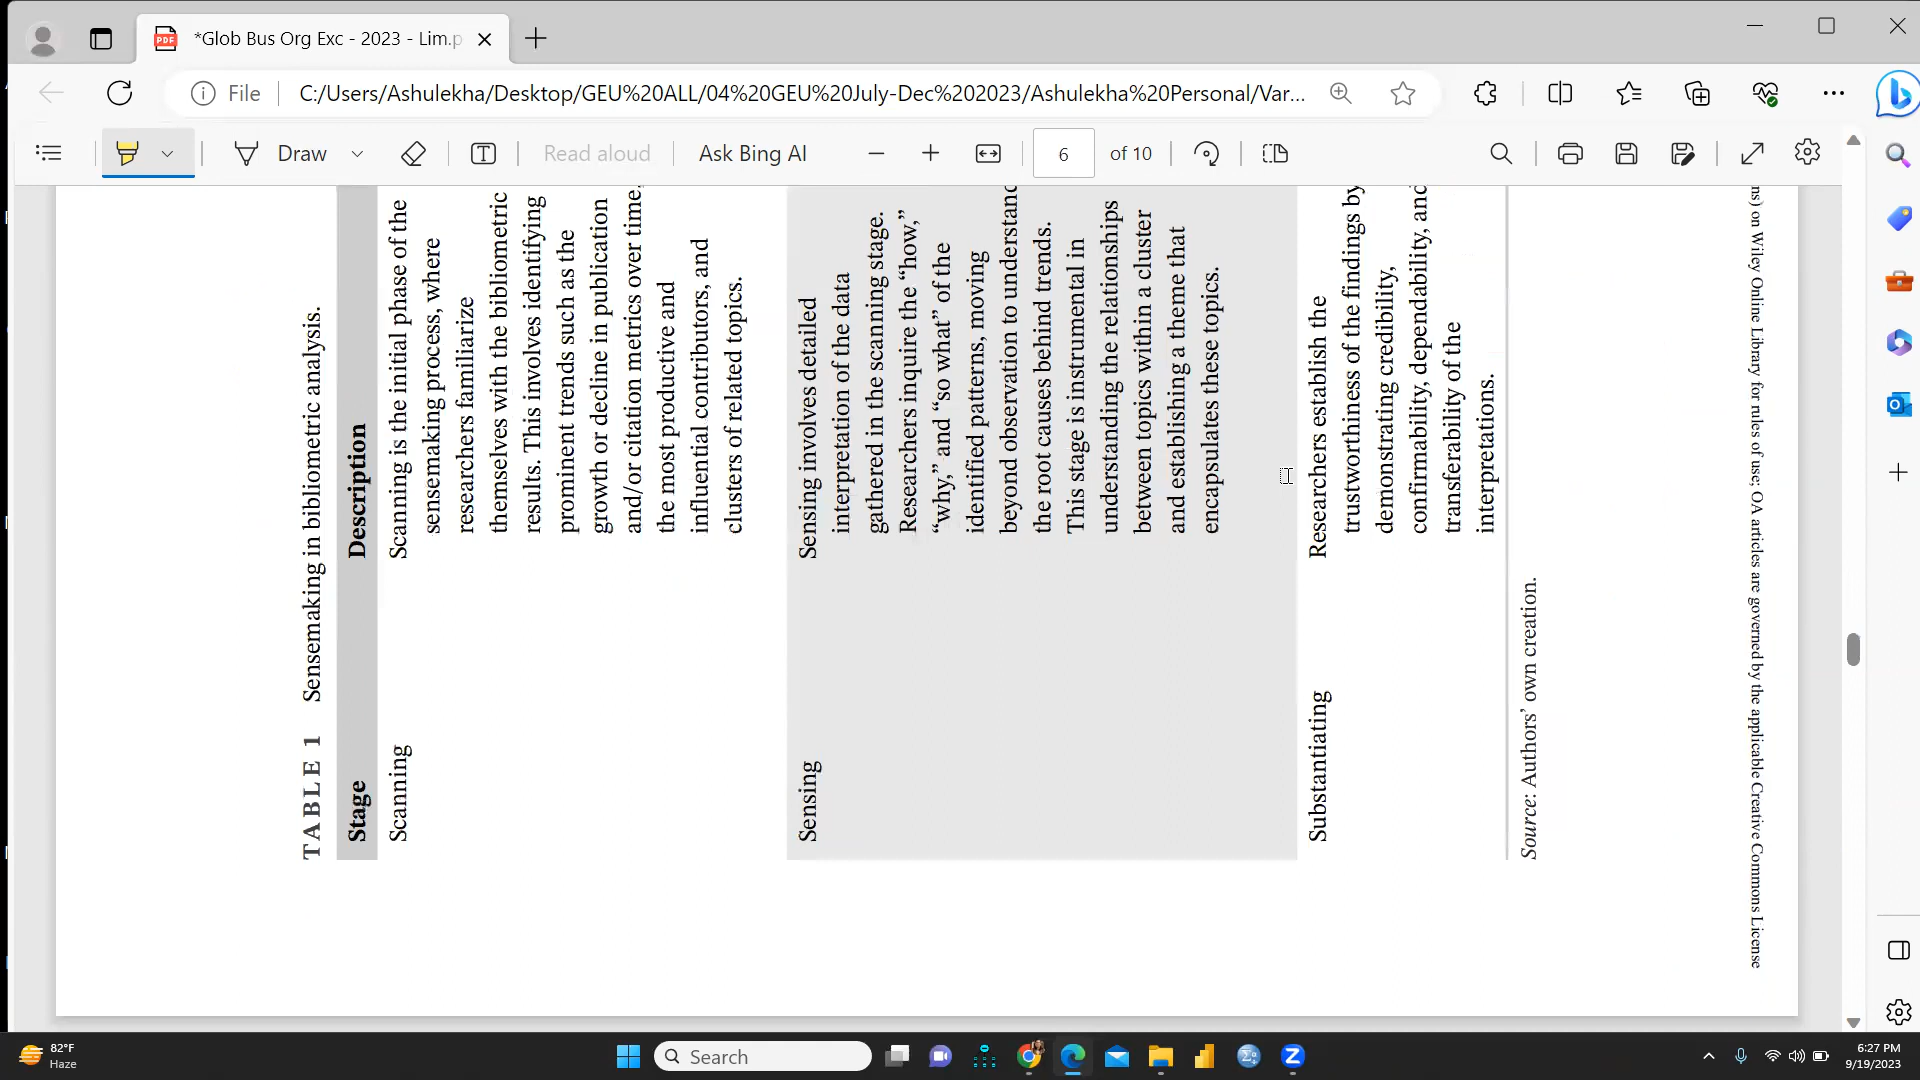 *Glob Bus Org Exc - 2023 - Lim.p
File
C:/Users/Ashulekha/Desktop/GEU%20ALL/04%20GEU%20July-Dec%202023/Ashulekha%20Personal/Var...
Draw
Read aloud
Ask Bing AI
6
of 10
TABLE 1 Sensemaking in bibliometric analysis.
Stage
Description
Scanning
Scanning is the initial phase of the
sensemaking process, where
researchers familiarize
themselves with the bibliometric
results. This involves identifying
prominent trends such as the
growth or decline in publication
and/or citation metrics over time,
the most productive and
influential contributors, and
clusters of related topics.
Sensing
Sensing involves detailed
interpretation of the data
gathered in the scanning stage.
Researchers inquire the “how,”
“why,” and “so what” of the
identified patterns, moving
beyond observation to understand
the root causes behind trends.
This stage is instrumental in
understanding the relationships
between topics within a cluster
and establishing a theme that
encapsulates these topics.
Substantiating
Researchers establish the
trustworthiness of the findings by
demonstrating credibility,
confirmability, dependability, and
transferability of the
interpretations.
Source: Authors’ own creation.
ns) on Wiley Online Library for rules of use; OA articles are governed by the applicable Creative Commons License
82°F
Haze
Search
6:27 PM
9/19/2023